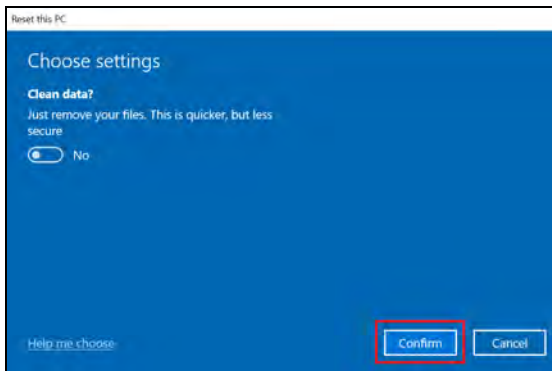 Reset this PC
Choose settings
Clean data?
Just remove your files. This is quicker, but less
secure
No
Help me choose
Confirm
Cancel